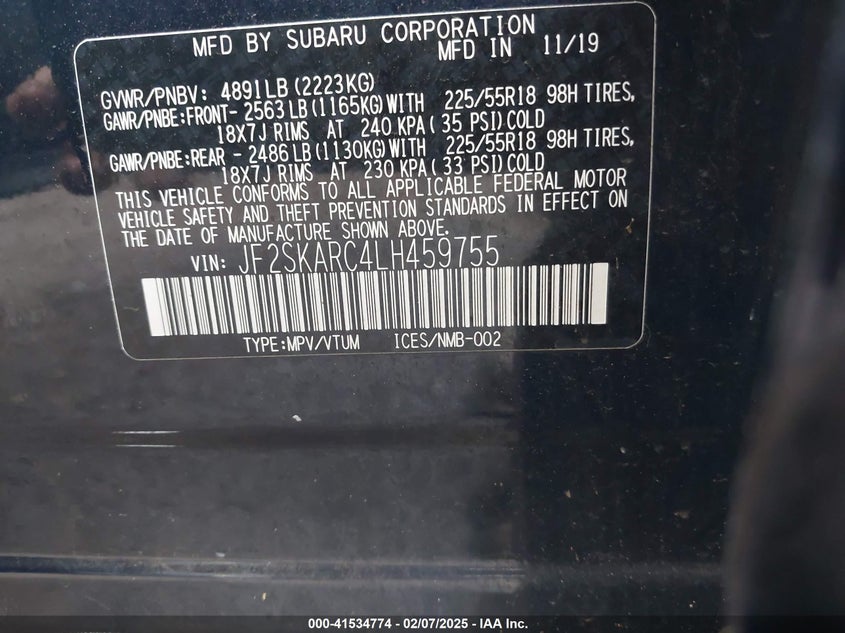 MFD BY SUBARU CORPORATION
MFD IN 11/19
GVWR/PNBV: 4891LB(2223KG)
GAWR/PNBE:FRONT- 2563LB(1165KG)WITH 225/55R18 98H TIRES,
18X7J RIMS AT 240 KPA( 35 PSI)COLD
GAWR/PNBE:REAR - 2486LB(1130KG)WITH 225/55R18 98H TIRES,
18X7J RIMS AT 230 KPA( 33 PSI)COLD
THIS VEHICLE CONFORMS TO ALL APPLICABLE FEDERAL MOTOR
VEHICLE SAFETY AND THEFT PREVENTION STANDARDS IN EFFECT ON
THE DATE OF MANUFACTURE SHOWN ABOVE.
VIN: JF2SKARC4LH459755
TYPE:MPV/VTUM ICES/NMB-002
000-41534774 - 02/07/2025 - IAA Inc.